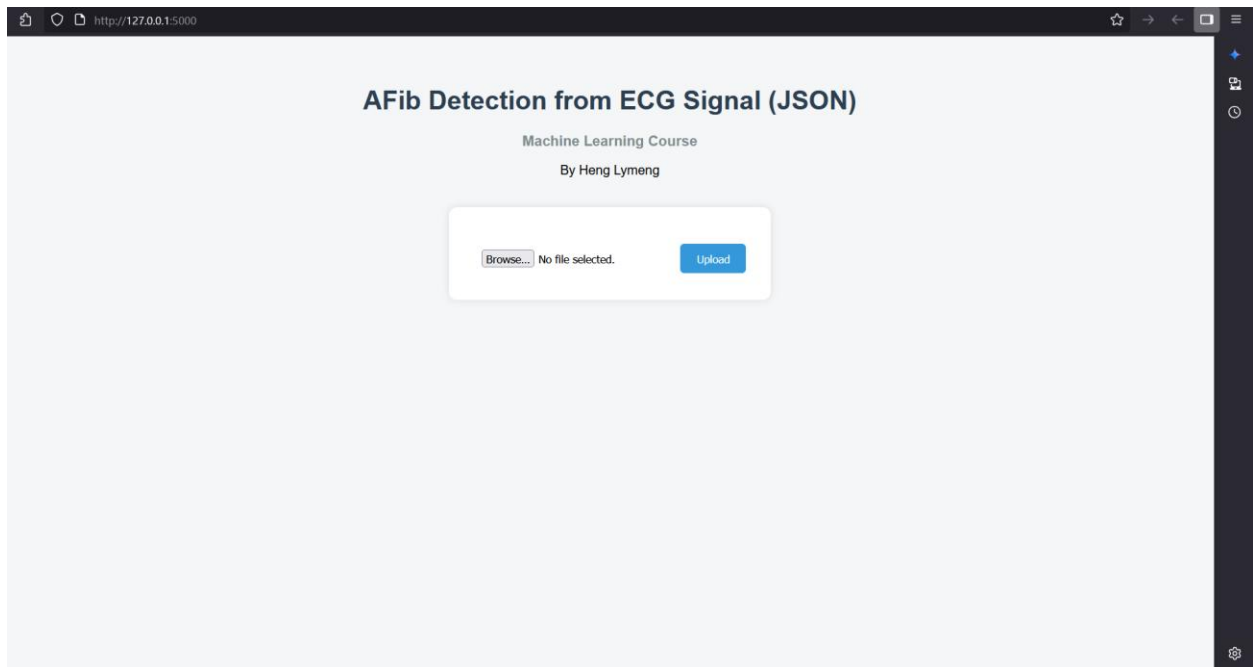 http://127.0.0.1:5000
AFib Detection from ECG Signal (JSON)
Machine Learning Course
By Heng Lymeng
Browse... No file selected. Upload